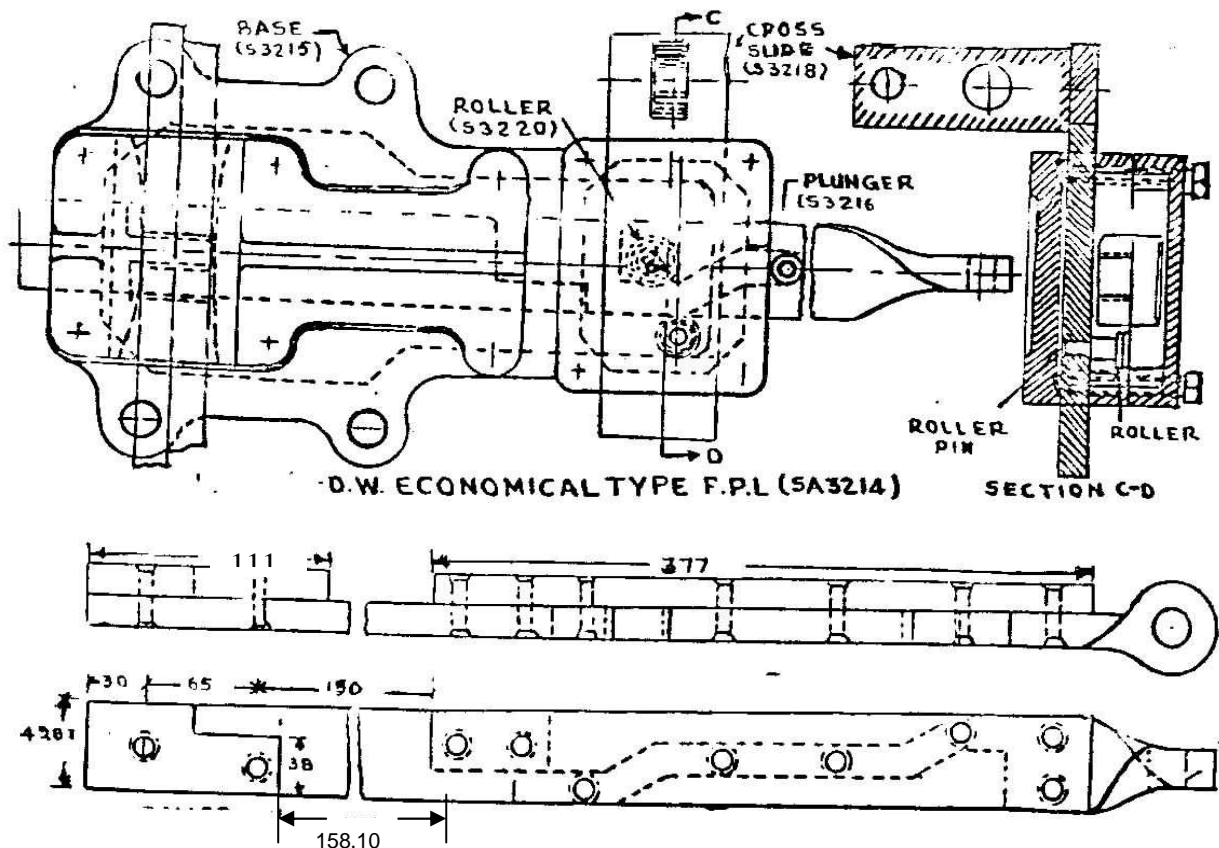 BASE
(S3215)
C
CROSS
SLIDE
(S3218)
ROLLER
(S3220)
PLUNGER
(S3216
ROLLER
PIN
ROLLER
D
D.W. ECONOMICAL TYPE F.P.L (SA3214)
SECTION C-D
111
377
30
65
150
38
158.10